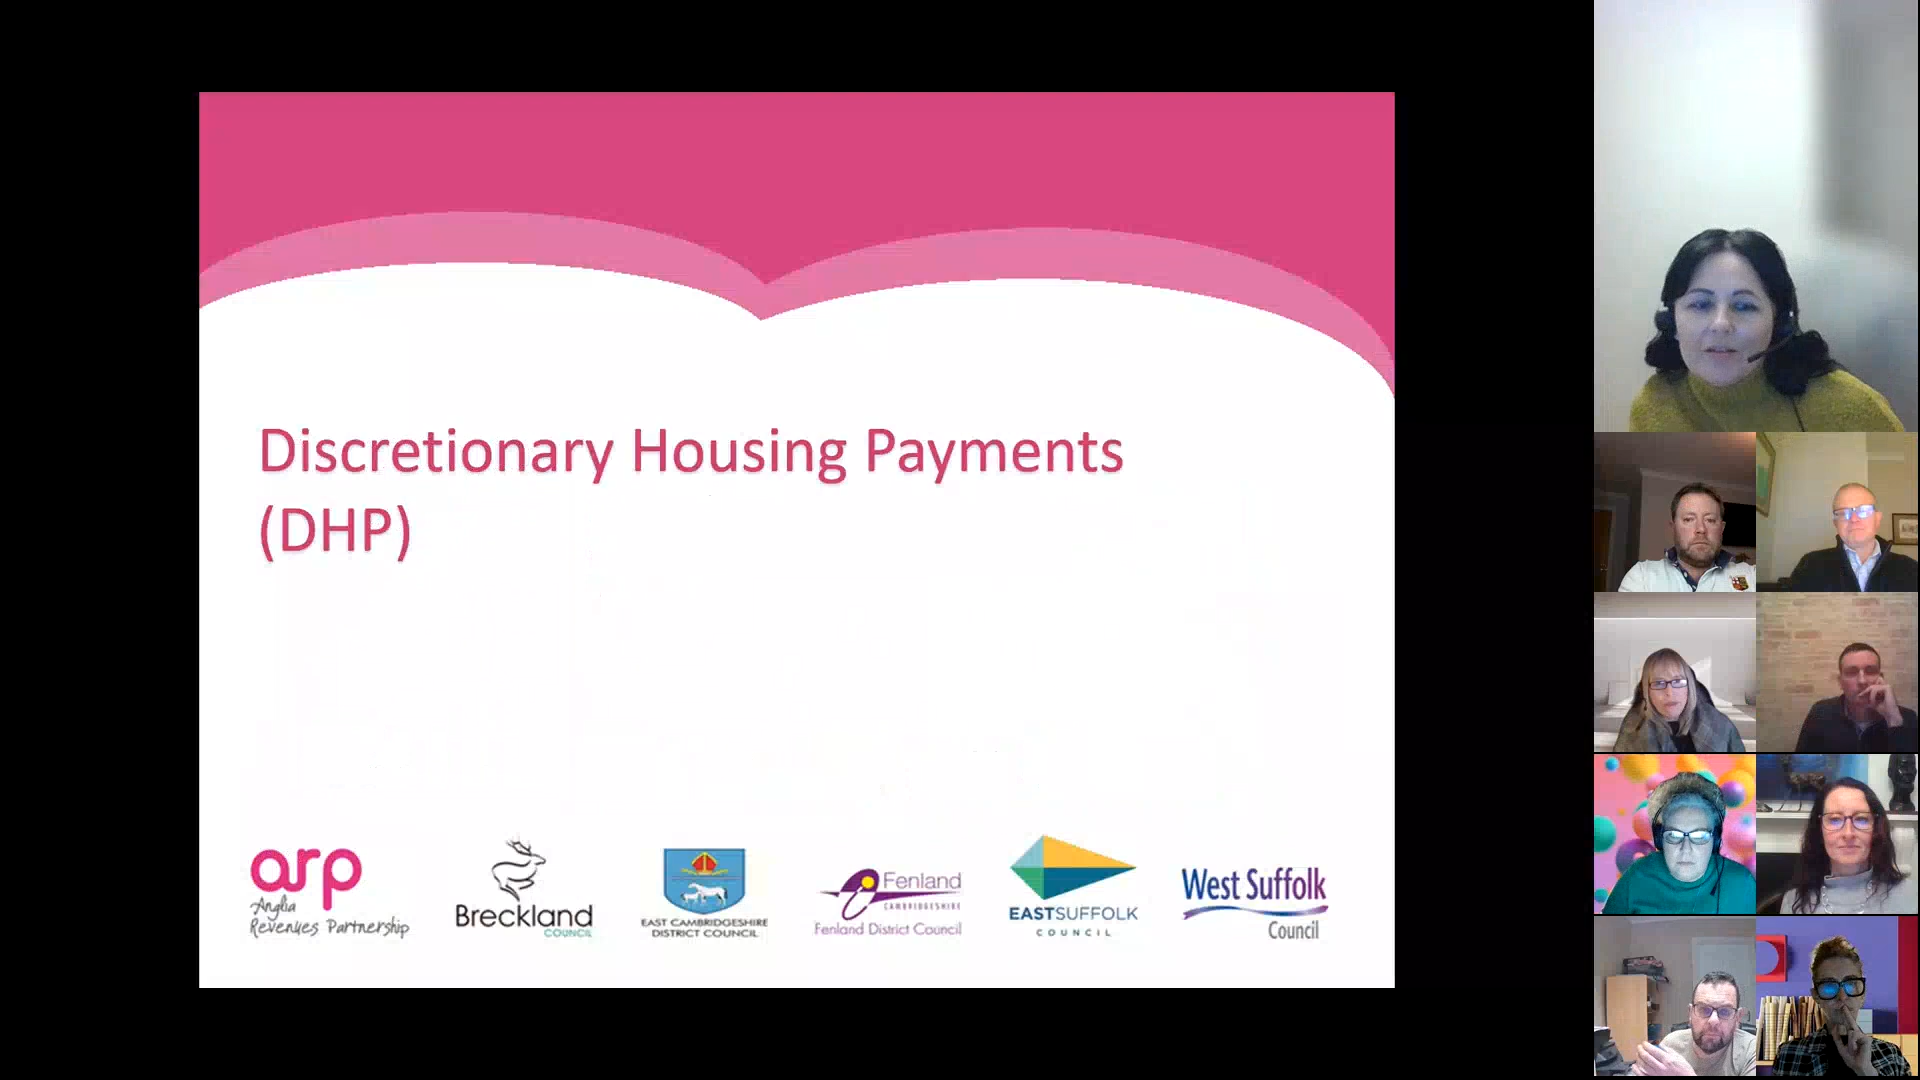 Discretionary Housing Payments
(DHP)
arp
Anglia
Revenues Partnership
Breckland
COUNCIL
EAST CAMBRIDGESHIRE
DISTRICT COUNCIL
Fenland
CAMBRIDGESHIRE
Fenland District Council
EASTSUFFOLK
COUNCIL
West Suffolk
Council